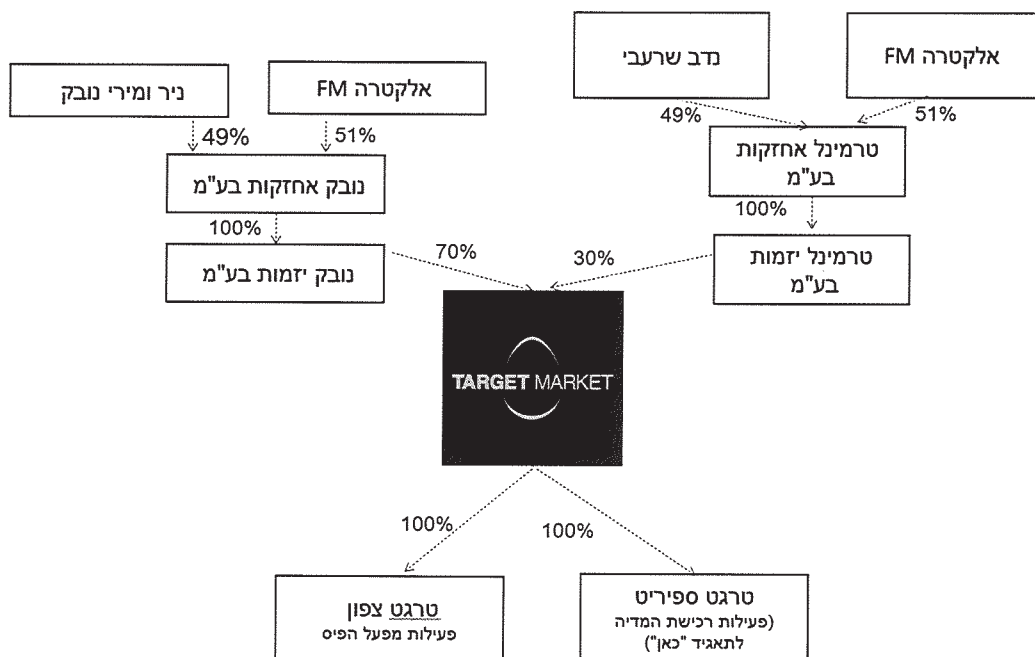 נדב שרעבי
אלקטרה FM
ניר ומירי נובק
אלקטרה FM
49%
51%
49%
51%
טרמינל אחזקות
בע"מ
נובק אחזקות בע"מ
100%
100%
נובק יזמות בע"מ
70%
30%
טרמינל יזמות
בע"מ
TARGET MARKET
100%
100%
טרגט צפון
פעילות מפעל הפיס
טרגט ספיריט
(פעילות רכישת המדיה
לתאגיד "כאן")